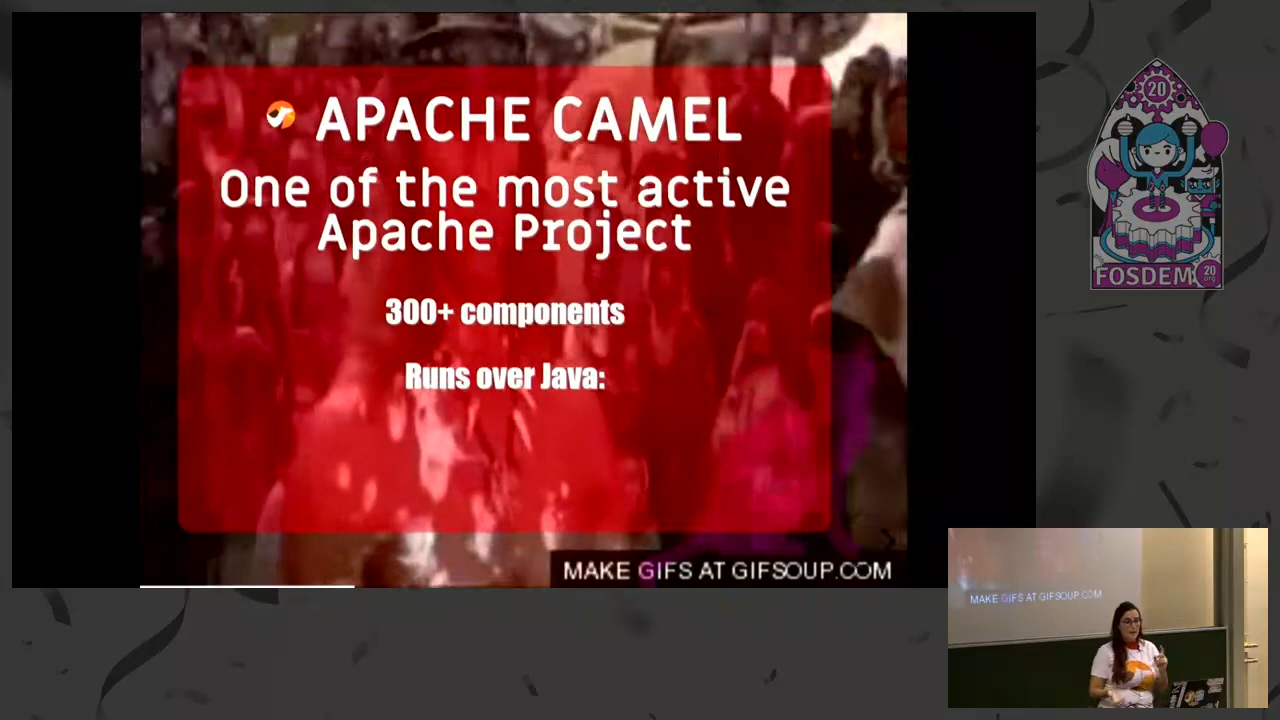 APACHE CAMEL
One of the most active
Apache Project
300+ components
Runs over Java:
MAKE GIFS AT GIFSOUP.COM
20
FOSDEM
20
.org
MAKE GIFS AT GIFSOUP.COM